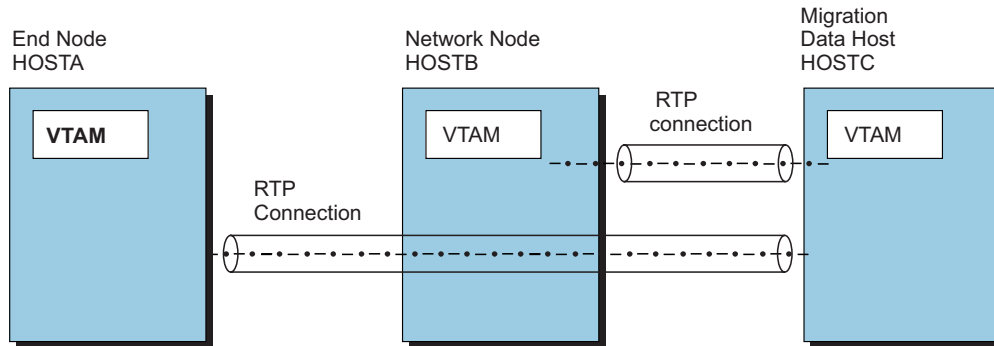 End Node
HOSTA
Network Node
HOSTB
Migration
Data Host
HOSTC
VTAM
VTAM
VTAM
RTP
connection
RTP
Connection